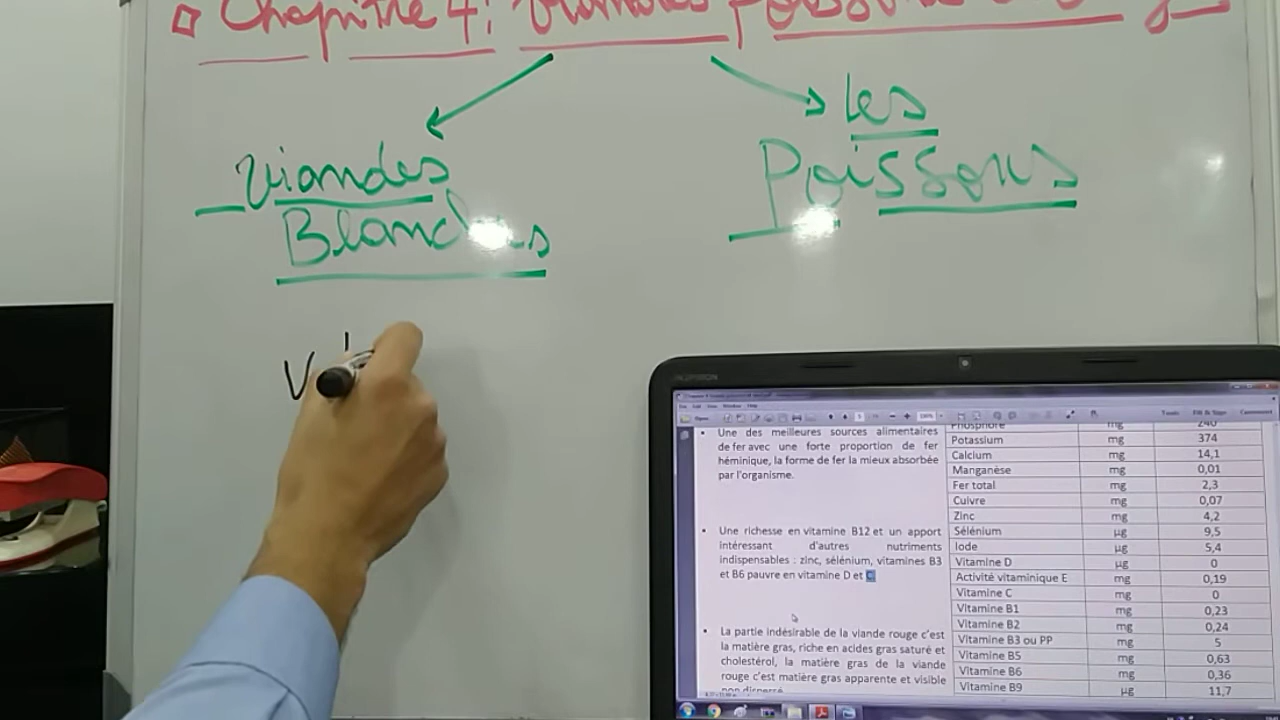 Chapitre 4: Viandes Poissons
les
Viandes
Blanches
Poissons
V
Une des meilleures sources alimentaires
de fer avec une forte proportion de fer
héminique, la forme de fer la mieux absorbée
par l'organisme.
Une richesse en vitamine B12 et un apport
intéressant d'autres nutriments
indispensables : zinc, sélénium, vitamines B3
et B6 pauvre en vitamine D et C
La partie indésirable de la viande rouge c'est
la matière gras, riche en acides gras saturé et
cholestérol, la matière gras de la viande
rouge c'est matière gras apparente et visible
Phosphore mg 240
Potassium mg 374
Calcium mg 14,1
Manganèse mg 0,01
Fer total mg 2,3
Cuivre mg 0,07
Zinc mg 4,2
Sélénium µg 9,5
Iode µg 5,4
Vitamine D µg 0
Activité vitaminique E mg 0,19
Vitamine C mg 0
Vitamine B1 mg 0,23
Vitamine B2 mg 0,24
Vitamine B3 ou PP mg 5
Vitamine B5 mg 0,63
Vitamine B6 mg 0,36
Vitamine B9 µg 11,7